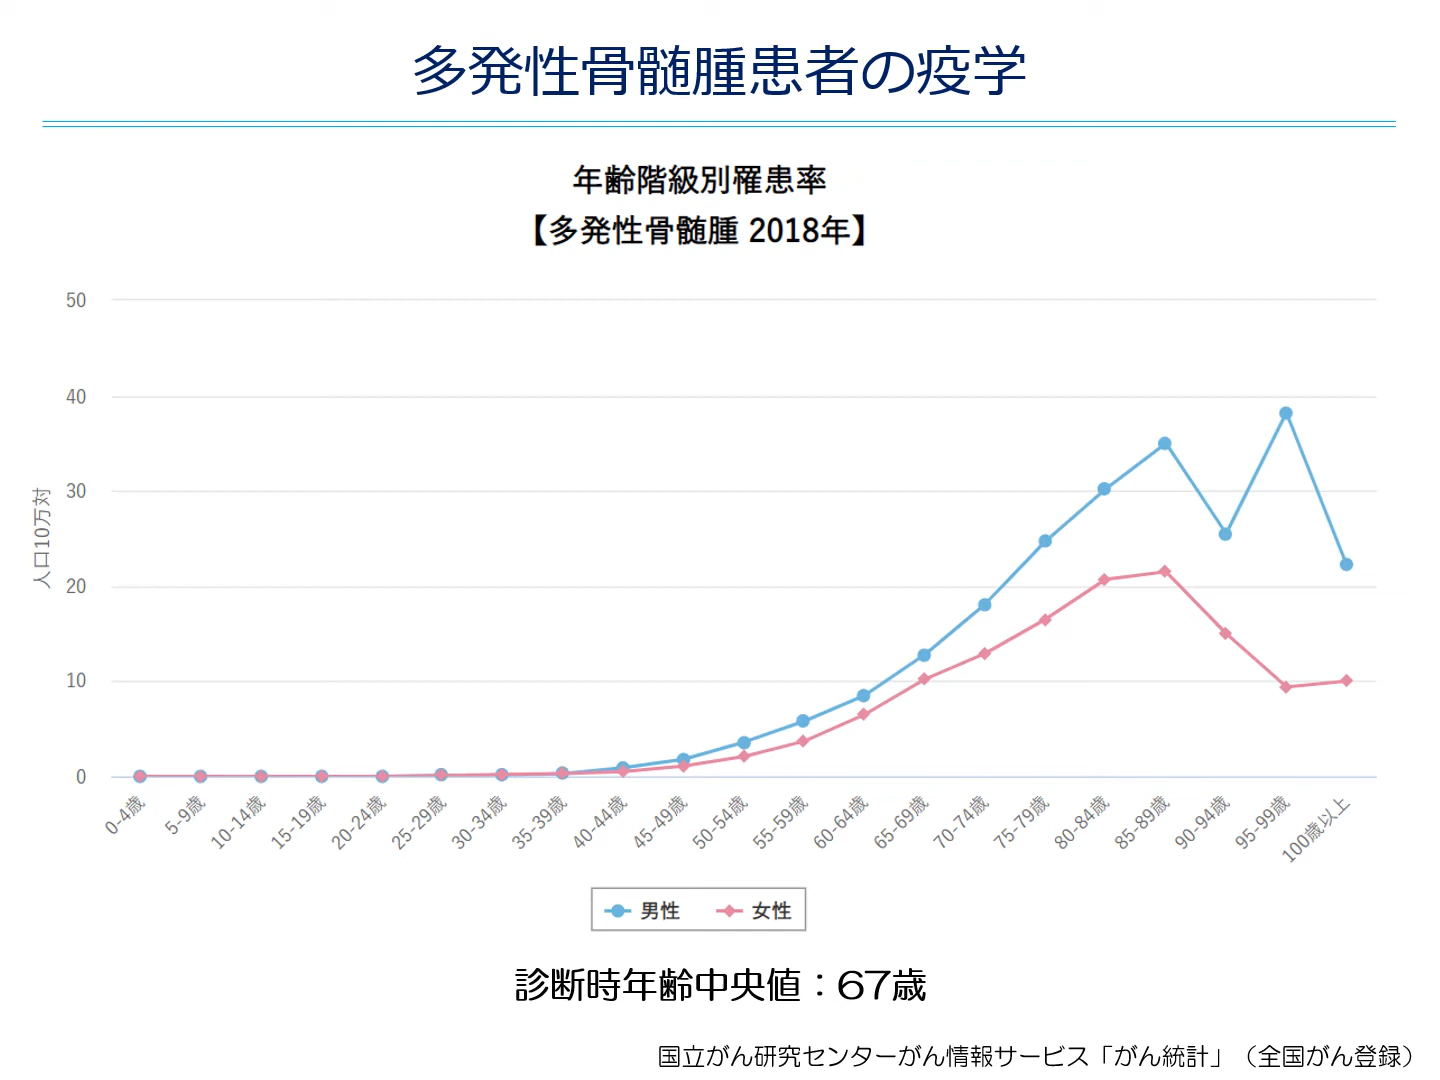 多発性骨髄腫患者の疫学
年齢階級別罹患率
【多発性骨髄腫 2018年】
人口10万対
50
40
30
20
10
0
0-4歳
5-9歳
10-14歳
15-19歳
20-24歳
25-29歳
30-34歳
35-39歳
40-44歳
45-49歳
50-54歳
55-59歳
60-64歳
65-69歳
70-74歳
75-79歳
80-84歳
85-89歳
90-94歳
95-99歳
100歳以上
男性 女性
診断時年齢中央値：67歳
国立がん研究センターがん情報サービス「がん統計」（全国がん登録）